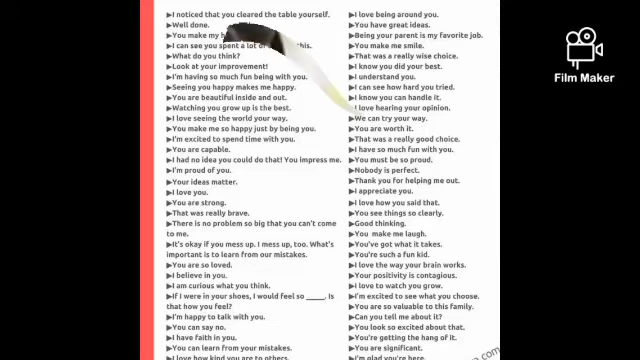 ▶I noticed that you cleared the table yourself.
▶Well done.
▶You make my
▶I can see you spent a lot of this.
▶What do you think?
▶Look at your improvement!
▶I'm having so much fun being with you.
▶Seeing you happy makes me happy.
▶You are beautiful inside and out.
▶Watching you grow up is the best.
▶I love seeing the world your way.
▶You make me so happy just by being you.
▶I'm excited to spend time with you.
▶You are capable.
▶I had no idea you could do that! You impress me.
▶I'm proud of you.
▶Your ideas matter.
▶I love you.
▶You are strong.
▶That was really brave.
▶There is no problem so big that you can't come
to me.
▶It's okay if you mess up. I mess up, too. What's
important is to learn from our mistakes.
▶You are so loved.
▶I believe in you.
▶I am curious what you think.
▶If I were in your shoes, I would feel so _____. Is
that how you feel?
▶I'm happy to talk with you.
▶You can say no.
▶I have faith in you.
▶You can learn from your mistakes.
▶I love how kind you are to others.
▶I love being around you.
▶You have great ideas.
▶Being your parent is my favorite job.
▶You make me smile.
▶That was a really wise choice.
▶I know you did your best.
▶I understand you.
▶I can see how hard you tried.
▶I know you can handle it.
▶I love hearing your opinion.
▶We can try your way.
▶You are worth it.
▶That was a really good choice.
▶I have so much fun with you.
▶You must be so proud.
▶Nobody is perfect.
▶Thank you for helping me out.
▶I appreciate you.
▶I love how you said that.
▶You see things so clearly.
▶Good thinking.
▶You make me laugh.
▶You've got what it takes.
▶You're such a fun kid.
▶I love the way your brain works.
▶Your positivity is contagious.
▶I love to watch you grow.
▶I'm excited to see what you choose.
▶You are so valuable to this family.
▶Can you tell me about it?
▶You look so excited about that.
▶You're getting the hang of it.
▶You are significant.
▶I'm glad you're here.
Film Maker